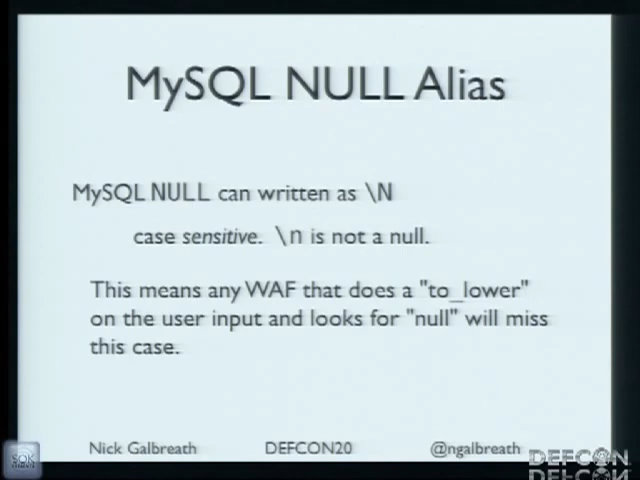 MySQL NULL Alias
MySQL NULL can written as \N
case sensitive. \n is not a null.
This means any WAF that does a "to_lower"
on the user input and looks for "null" will miss
this case.
Nick Galbreath DEFCON20 @ngalbreath
DEFCON
SOK